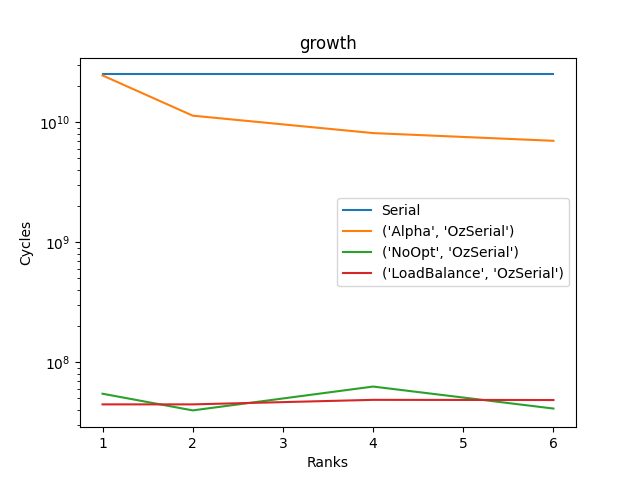 growth
Cycles
10^10
10^9
10^8
Serial
('Alpha', 'OzSerial')
('NoOpt', 'OzSerial')
('LoadBalance', 'OzSerial')
1 2 3 4 5 6
Ranks